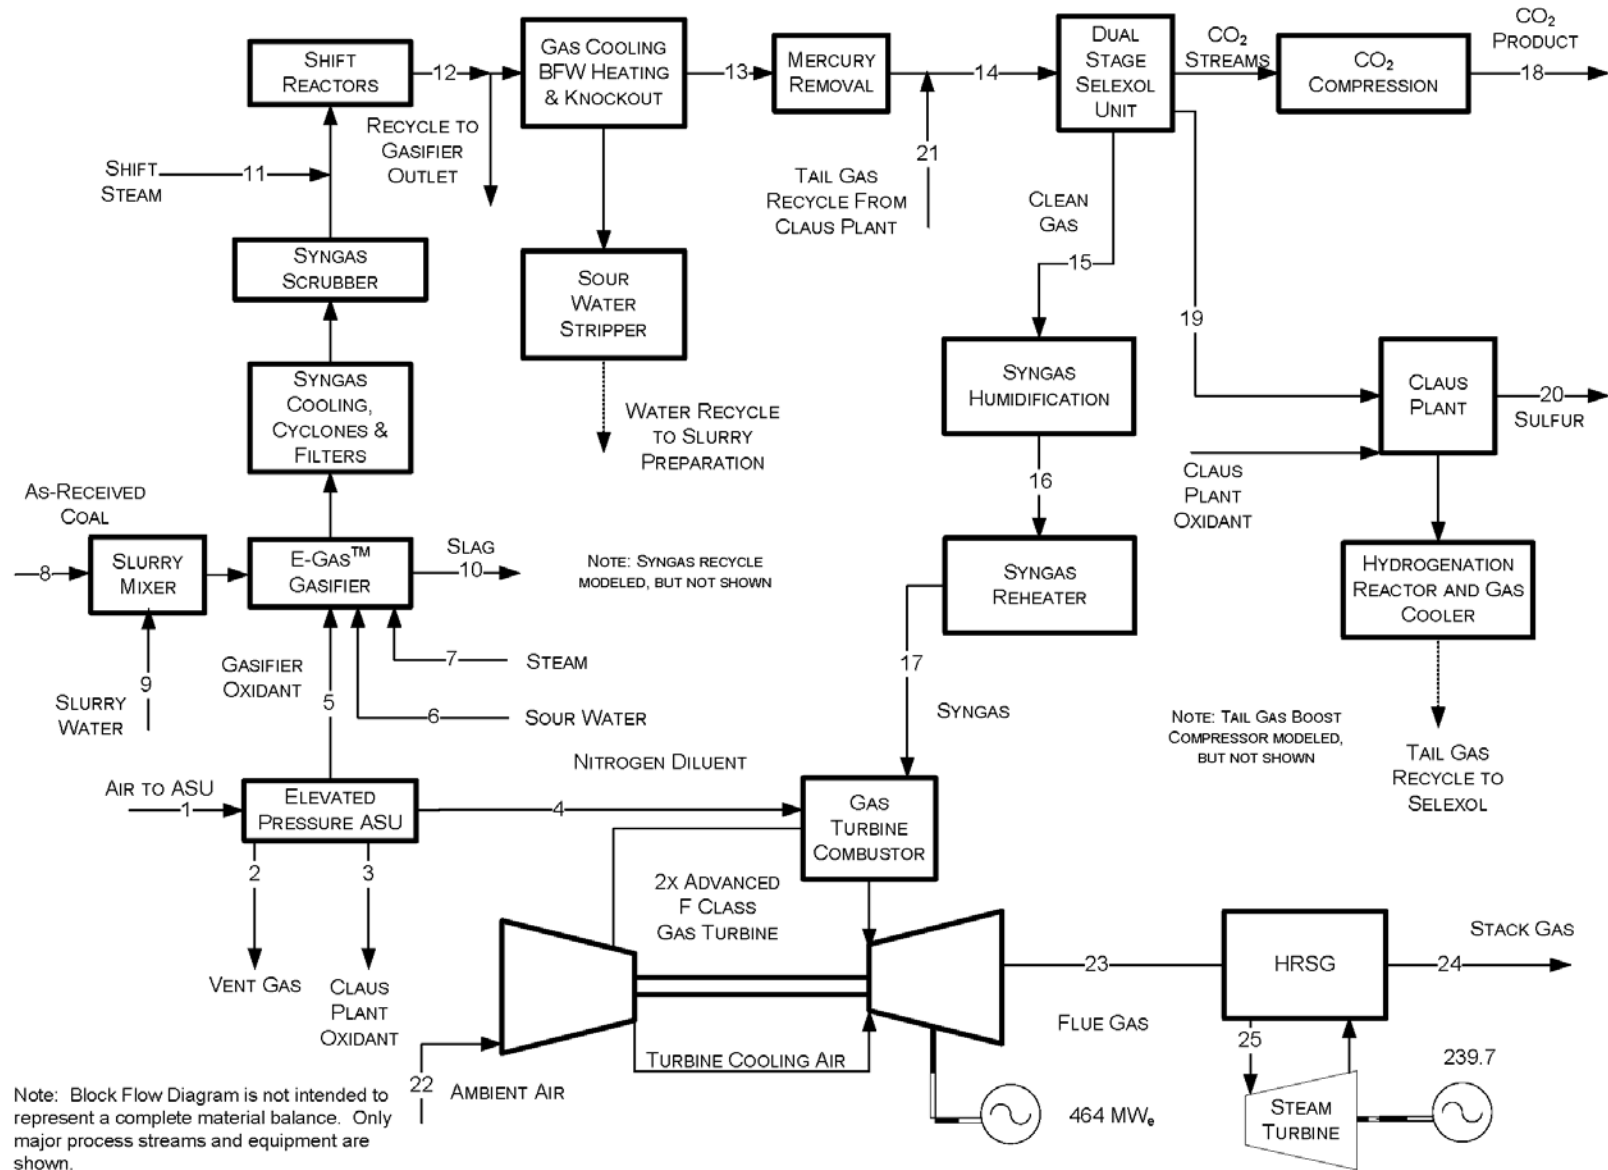 SHIFT
REACTORS
12
RECYCLE TO
GASIFIER
OUTLET
GAS COOLING
BFW HEATING
& KNOCKOUT
13
MERCURY
REMOVAL
14
21
TAIL GAS
RECYCLE FROM
CLAUS PLANT
DUAL
STAGE
SELEXOL
UNIT
CO2
STREAMS
CO2
COMPRESSION
CO2
PRODUCT
18
SHIFT
STEAM
11
SYNGAS
SCRUBBER
SOUR
WATER
STRIPPER
CLEAN
GAS
15
19
SYNGAS
COOLING,
CYCLONES &
FILTERS
WATER RECYCLE
TO SLURRY
PREPARATION
SYNGAS
HUMIDIFICATION
16
CLAUS
PLANT
20
SULFUR
CLAUS
PLANT
OXIDANT
AS-RECEIVED
COAL
8
SLURRY
MIXER
E-GAS™
GASIFIER
SLAG
10
NOTE: SYNGAS RECYCLE
MODELED, BUT NOT SHOWN
SYNGAS
REHEATER
HYDROGENATION
REACTOR AND GAS
COOLER
9
SLURRY
WATER
GASIFIER
OXIDANT
5
7
STEAM
6
SOUR WATER
17
SYNGAS
NOTE: TAIL GAS BOOST
COMPRESSOR MODELED,
BUT NOT SHOWN
TAIL GAS
RECYCLE TO
SELEXOL
AIR TO ASU
1
ELEVATED
PRESSURE ASU
NITROGEN DILUENT
4
GAS
TURBINE
COMBUSTOR
2
VENT GAS
3
CLAUS
PLANT
OXIDANT
2X ADVANCED
F CLASS
GAS TURBINE
23
FLUE GAS
HRSG
STACK GAS
24
TURBINE COOLING AIR
22
AMBIENT AIR
464 MWe
25
STEAM
TURBINE
239.7
Note: Block Flow Diagram is not intended to
represent a complete material balance. Only
major process streams and equipment are
shown.